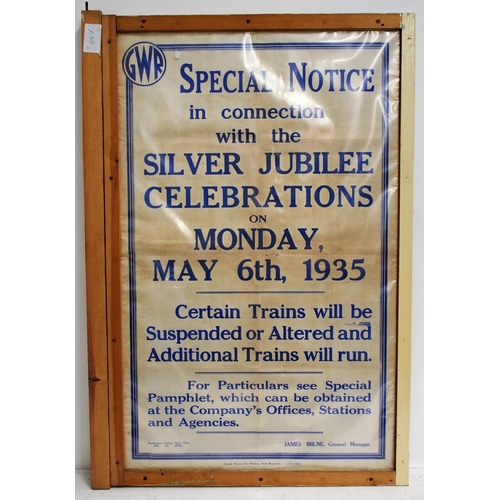 GWR
SPECIAL NOTICE
in connection
with the
SILVER JUBILEE
CELEBRATIONS
ON
MONDAY,
MAY 6th, 1935
Certain Trains will be
Suspended or Altered and
Additional Trains will run.
For Particulars see Special
Pamphlet, which can be obtained
at the Company's Offices, Stations
and Agencies.
JAMES MILNE, General Manager.